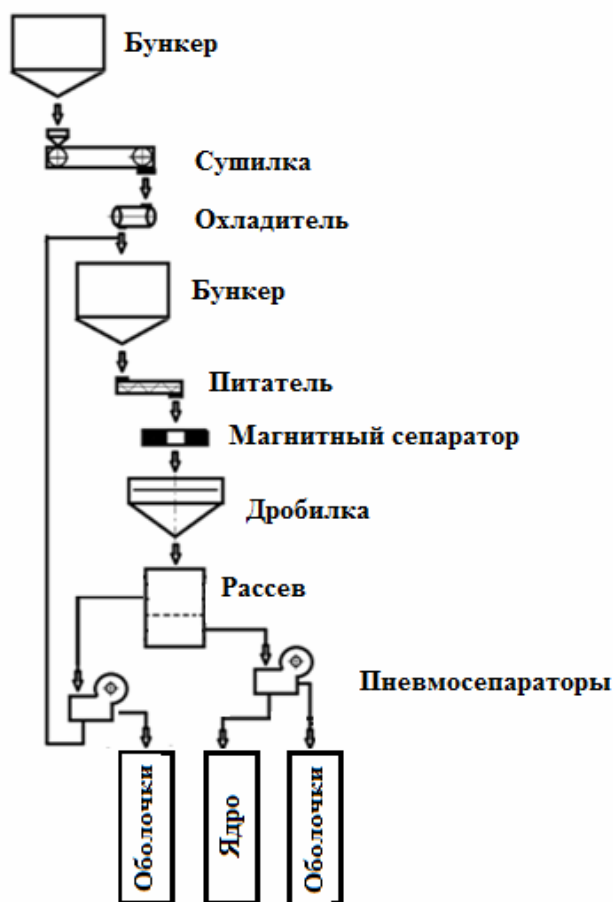 Бункер
Сушилка
Охладитель
Бункер
Питатель
Магнитный сепаратор
Дробилка
Рассев
Пневмосепараторы
Оболочки
Ядро
Оболочки